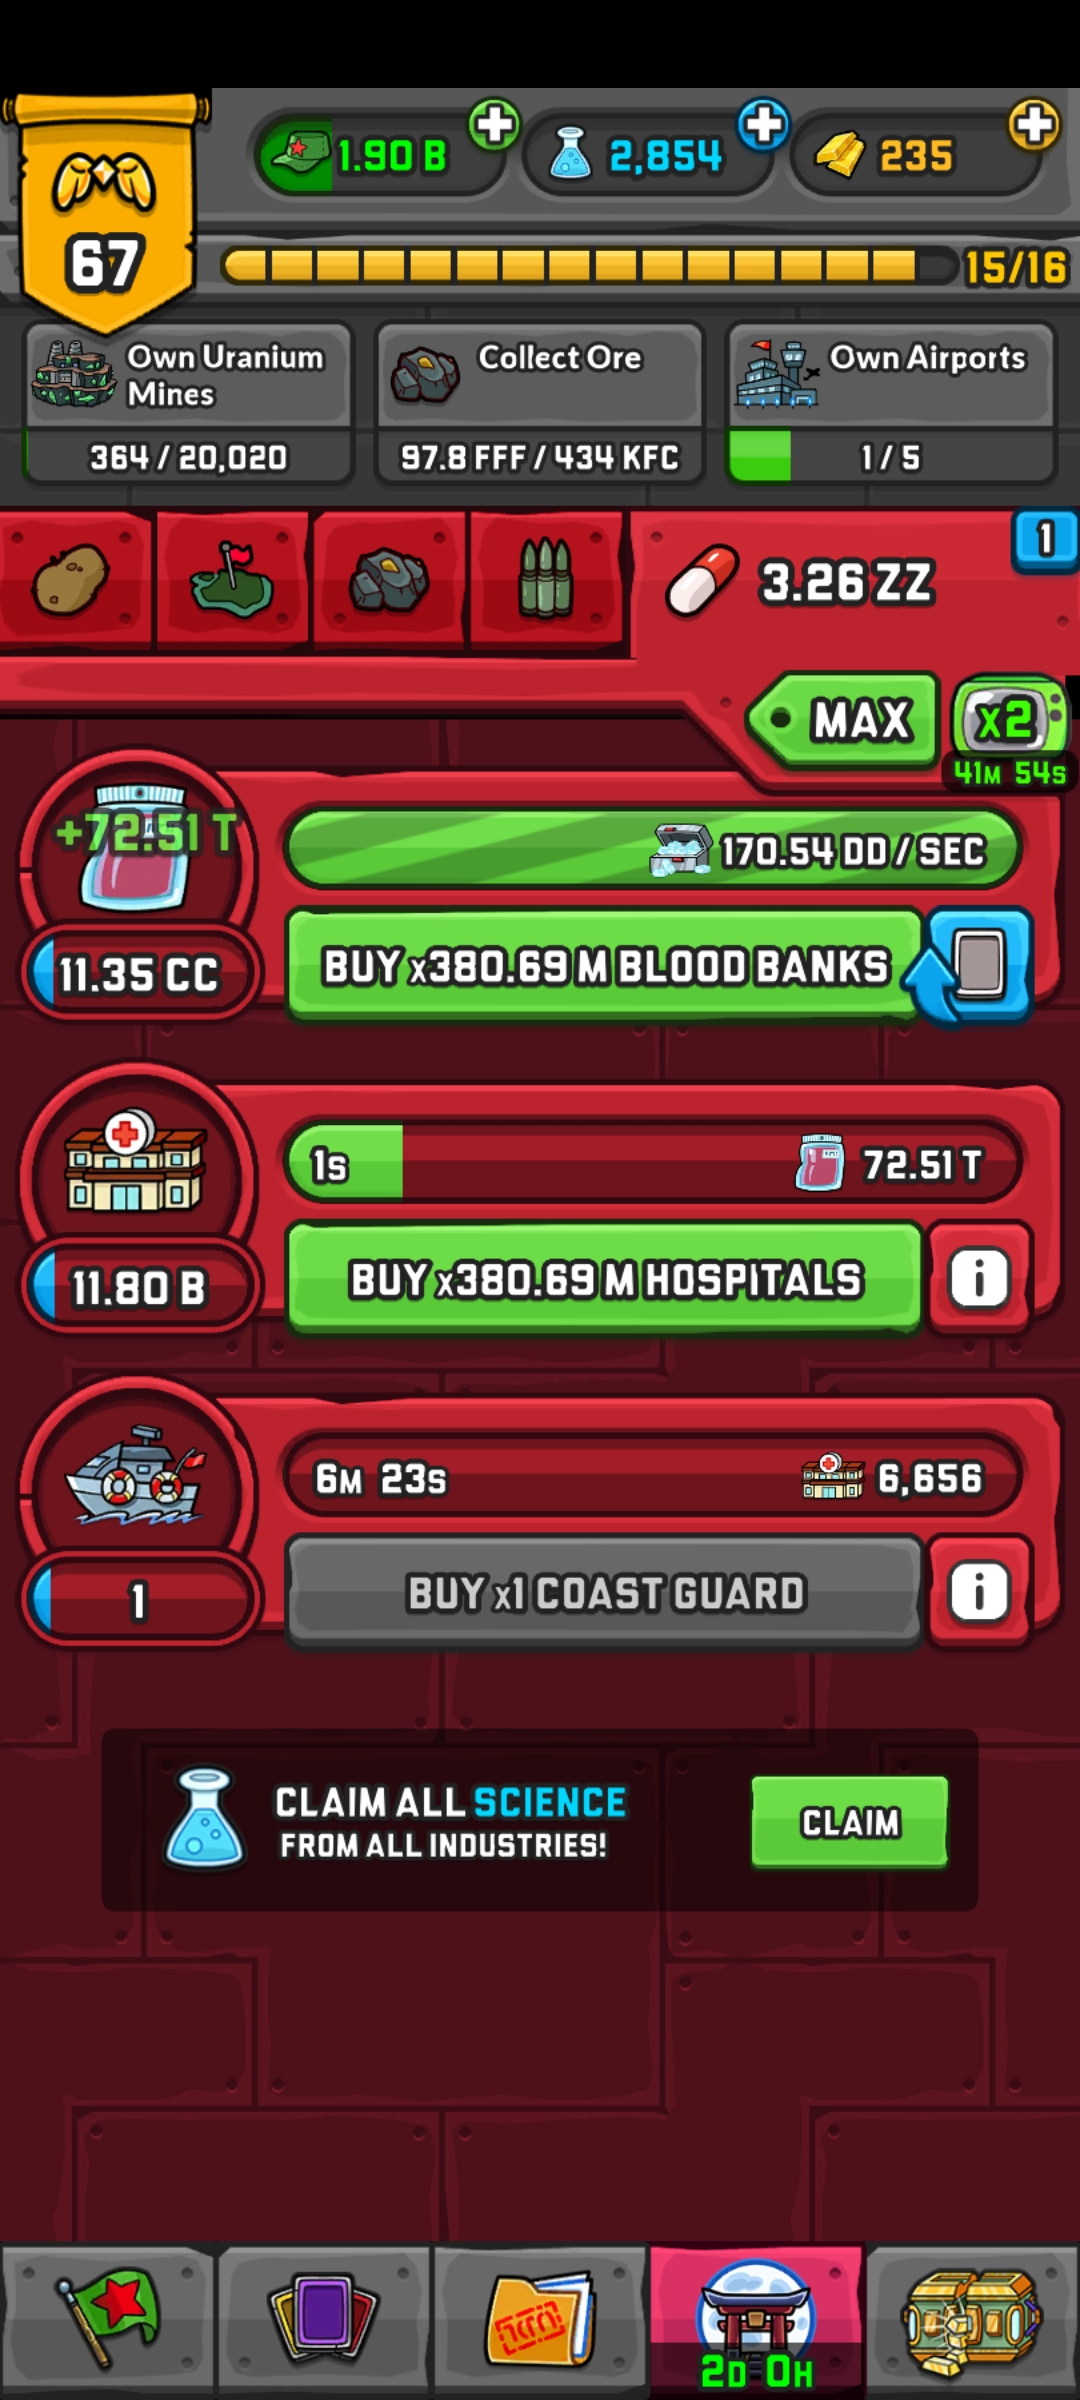 67
1.90 B
2,854
235
15/16
Own Uranium
Mines
364 / 20,020
Collect Ore
97.8 FFF / 434 KFC
Own Airports
1 / 5
3.26 ZZ
1
MAX
x2
41M 54S
+72.51 T
170.54 DD / SEC
11.35 CC
BUY x380.69 M BLOOD BANKS
1S
72.51 T
11.80 B
BUY x380.69 M HOSPITALS
i
6M 23S
6,656
1
BUY x1 COAST GUARD
i
CLAIM ALL SCIENCE
FROM ALL INDUSTRIES!
CLAIM
2D 0H